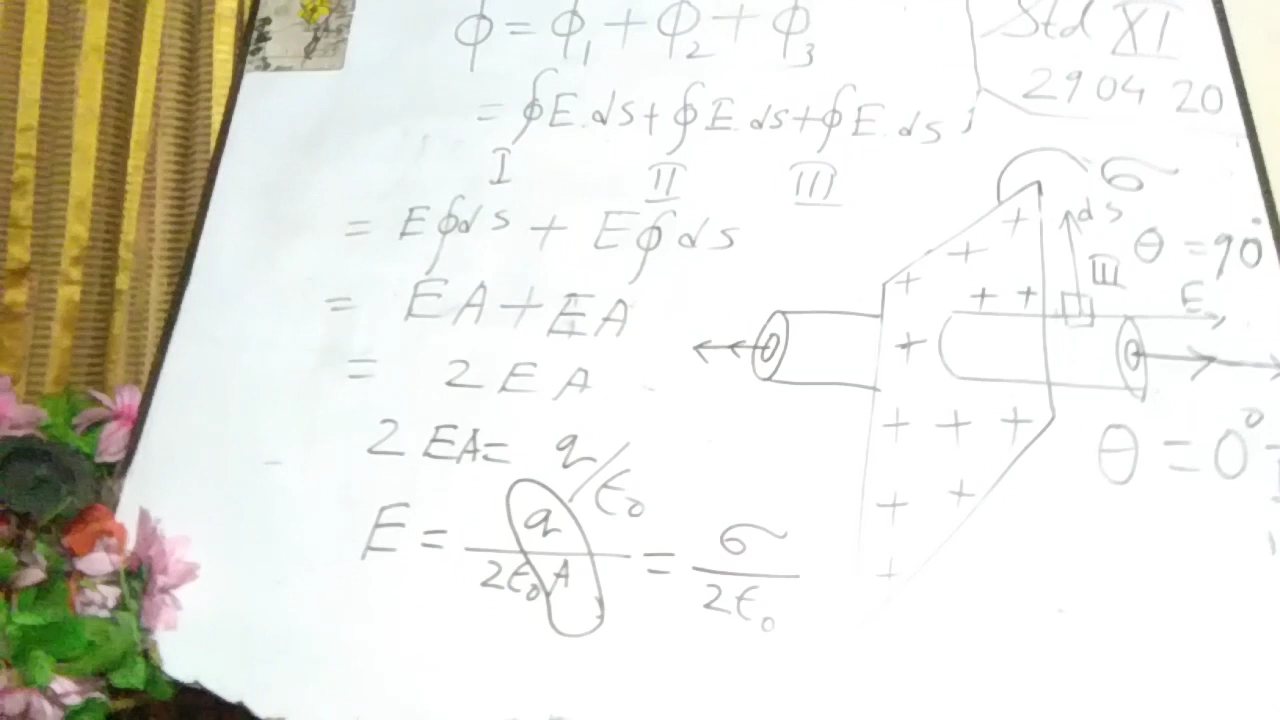 ϕ = ϕ₁ + ϕ₂ + ϕ₃
Std XI
29 04 20
= ∮E.ds + ∮E.ds + ∮E.ds
I II III
= E∮ds + E∮ds
= EA + EA
= 2EA
2EA = q/ε₀
E = q/2ε₀A = σ/2ε₀
σ
ds
θ = 90°
III
E
+
+
+ + +
+
+ + +
+ +
+
θ = 0°